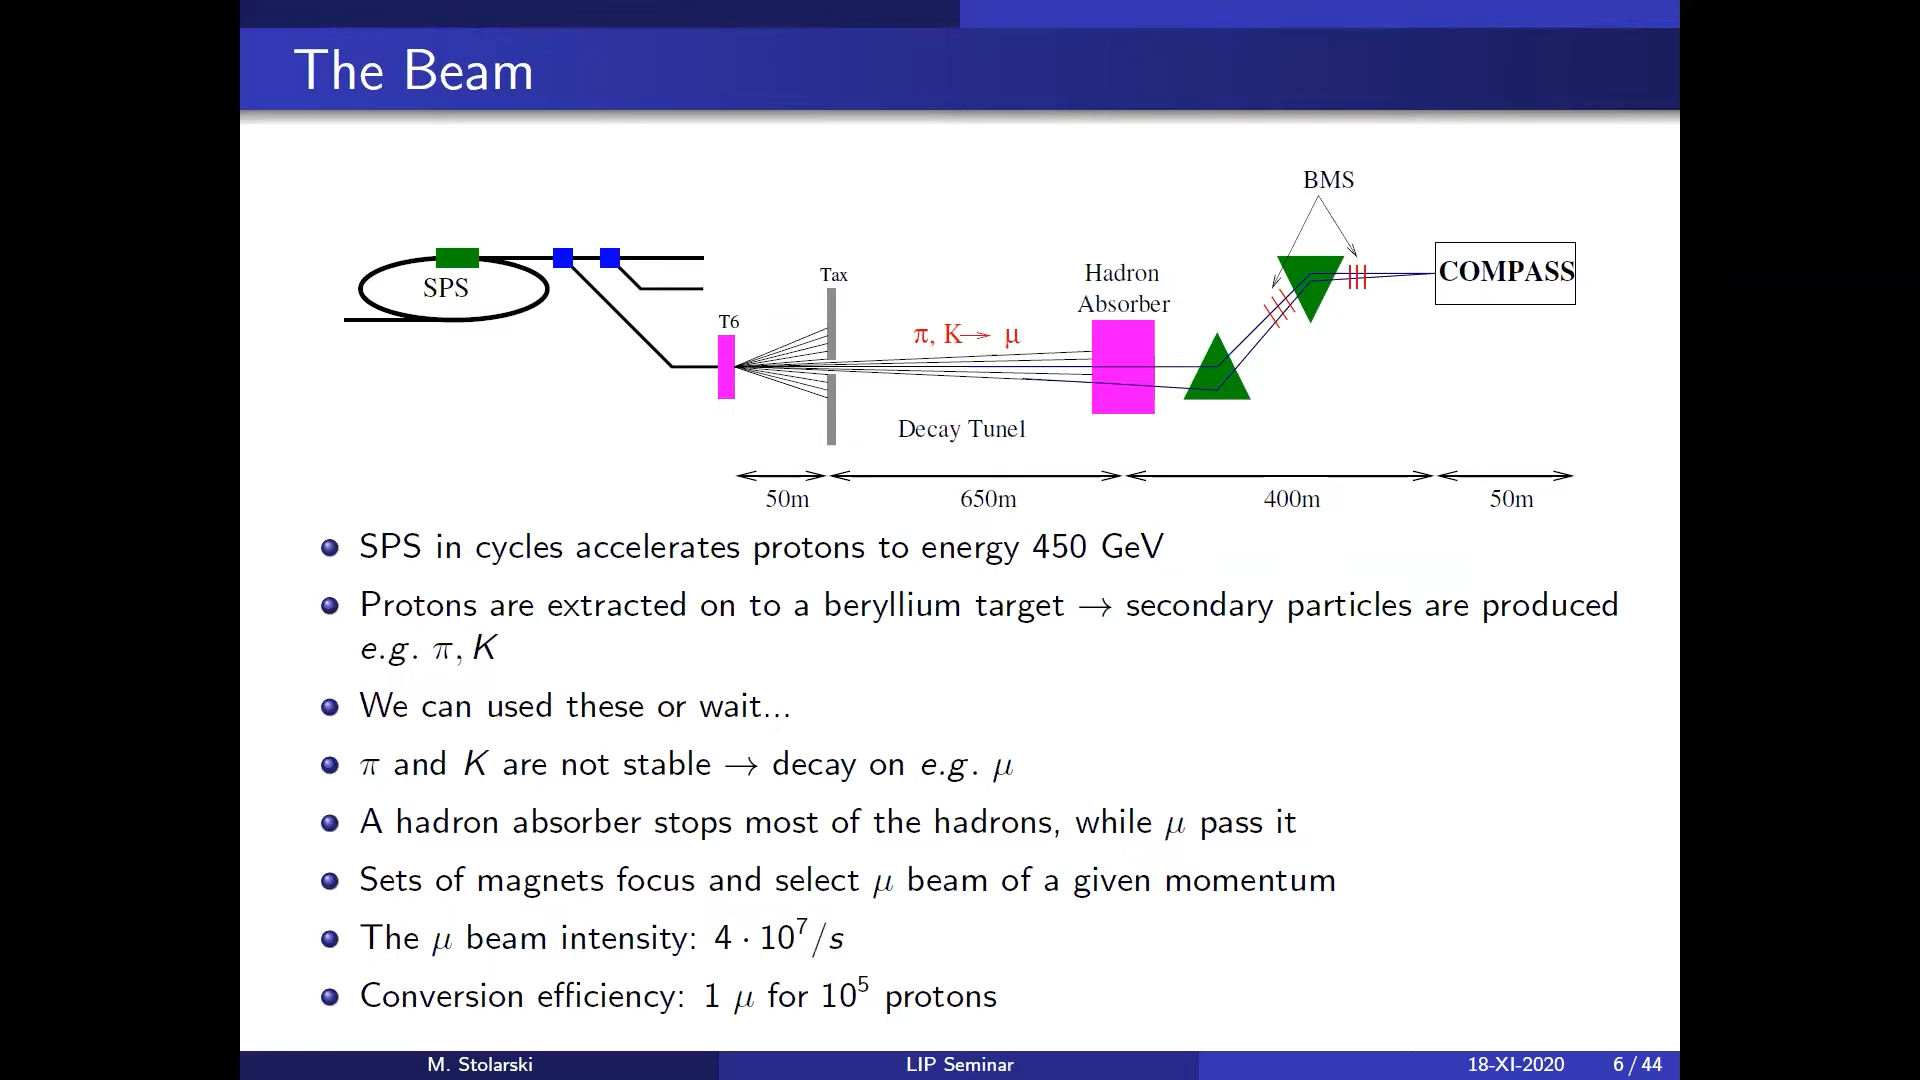 The Beam
BMS
SPS
Tax
Hadron
Absorber
COMPASS
T6
π, K→ μ
Decay Tunel
50m 650m 400m 50m
SPS in cycles accelerates protons to energy 450 GeV
Protons are extracted on to a beryllium target → secondary particles are produced
e.g. π, K
We can used these or wait...
π and K are not stable → decay on e.g. μ
A hadron absorber stops most of the hadrons, while μ pass it
Sets of magnets focus and select μ beam of a given momentum
The μ beam intensity: 4 · 10⁷/s
Conversion efficiency: 1 μ for 10⁵ protons
M. Stolarski LIP Seminar 18-XI-2020 6 / 44